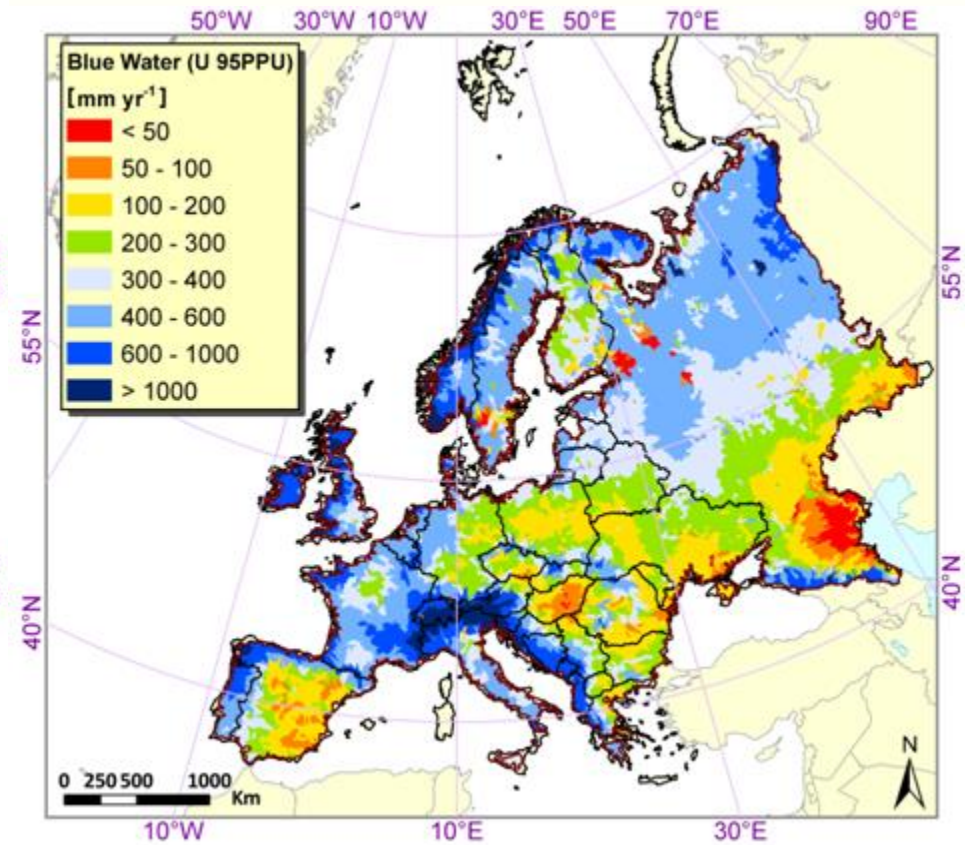 50°W 30°W 10°W 30°E 50°E 70°E 90°E
Blue Water (U 95PPU)
[mm yr⁻¹]
< 50
50 - 100
100 - 200
200 - 300
300 - 400
400 - 600
600 - 1000
> 1000
55°N
55°N
40°N
40°N
0 250 500 1000
Km
N
10°W 10°E 30°E